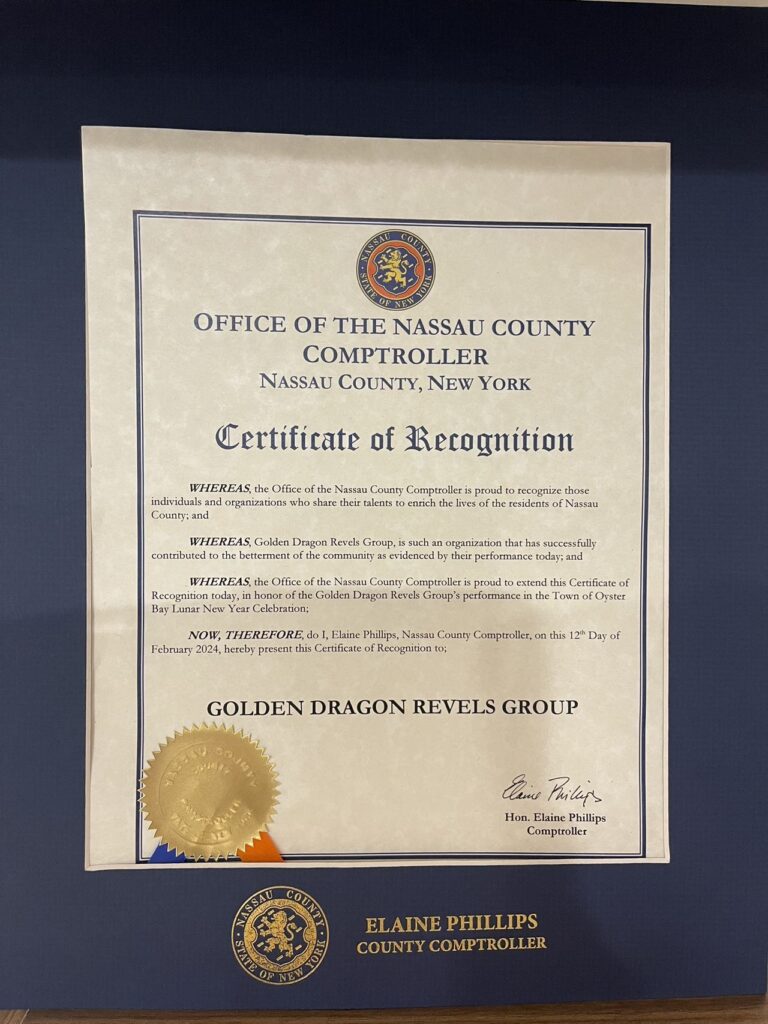 NASSAU COUNTY
STATE OF NEW YORK
OFFICE OF THE NASSAU COUNTY
COMPTROLLER
NASSAU COUNTY, NEW YORK
Certificate of Recognition
WHEREAS, the Office of the Nassau County Comptroller is proud to recognize those
individuals and organizations who share their talents to enrich the lives of the residents of Nassau
County; and
WHEREAS, Golden Dragon Revels Group, is such an organization that has successfully
contributed to the betterment of the community as evidenced by their performance today; and
WHEREAS, the Office of the Nassau County Comptroller is proud to extend this Certificate of
Recognition today, in honor of the Golden Dragon Revels Group's performance in the Town of Oyster
Bay Lunar New Year Celebration;
NOW, THEREFORE, do I, Elaine Phillips, Nassau County Comptroller, on this 12th Day of
February 2024, hereby present this Certificate of Recognition to;
GOLDEN DRAGON REVELS GROUP
Elaine Phillips
Hon. Elaine Phillips
Comptroller
NASSAU COUNTY
STATE OF NEW YORK
ELAINE PHILLIPS
COUNTY COMPTROLLER